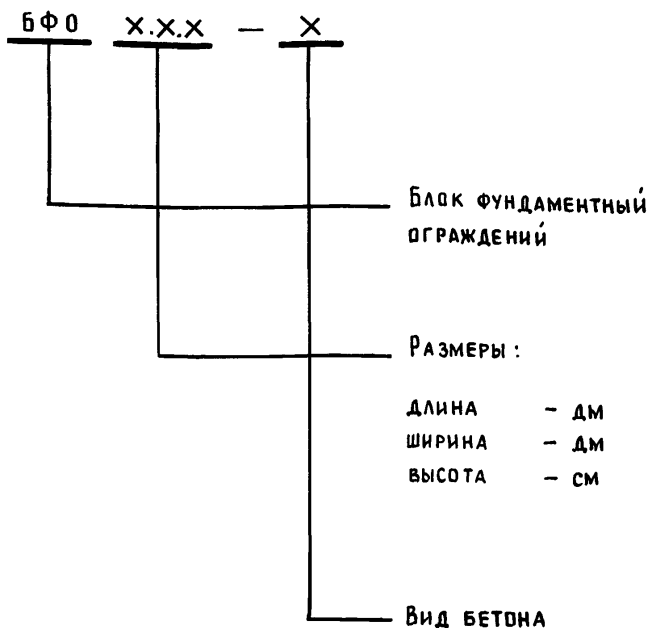 БФО Х.Х.Х – Х
Блок фундаментный
ограждений
Размеры:
длина – дм
ширина – дм
высота – см
Вид бетона